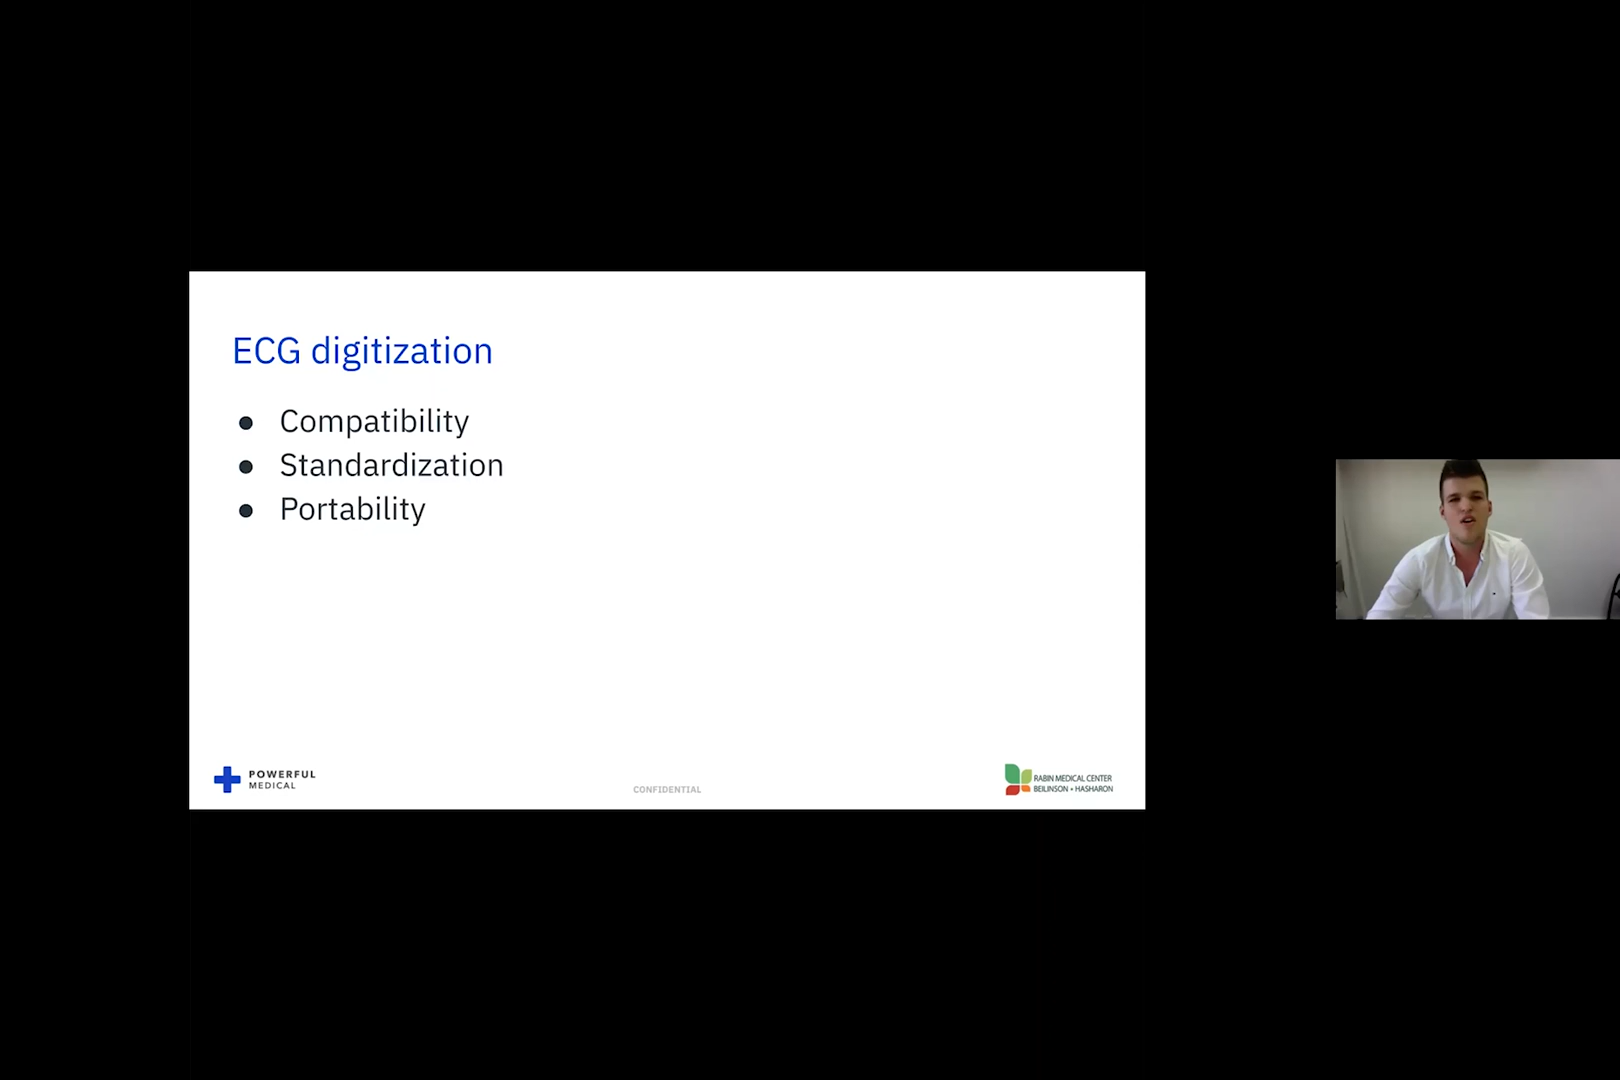 ECG digitization
● Compatibility
● Standardization
● Portability
POWERFUL
MEDICAL
CONFIDENTIAL
RABIN MEDICAL CENTER
BEILINSON • HASHARON